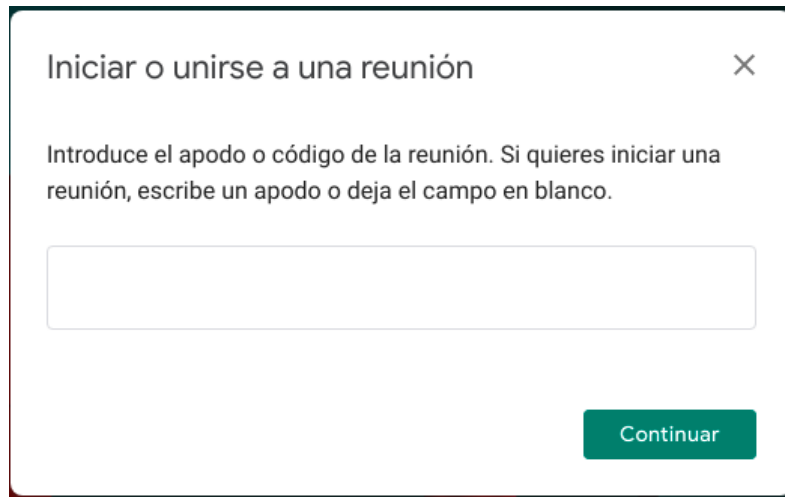 Iniciar o unirse a una reunión
Introduce el apodo o código de la reunión. Si quieres iniciar una
reunión, escribe un apodo o deja el campo en blanco.
Continuar